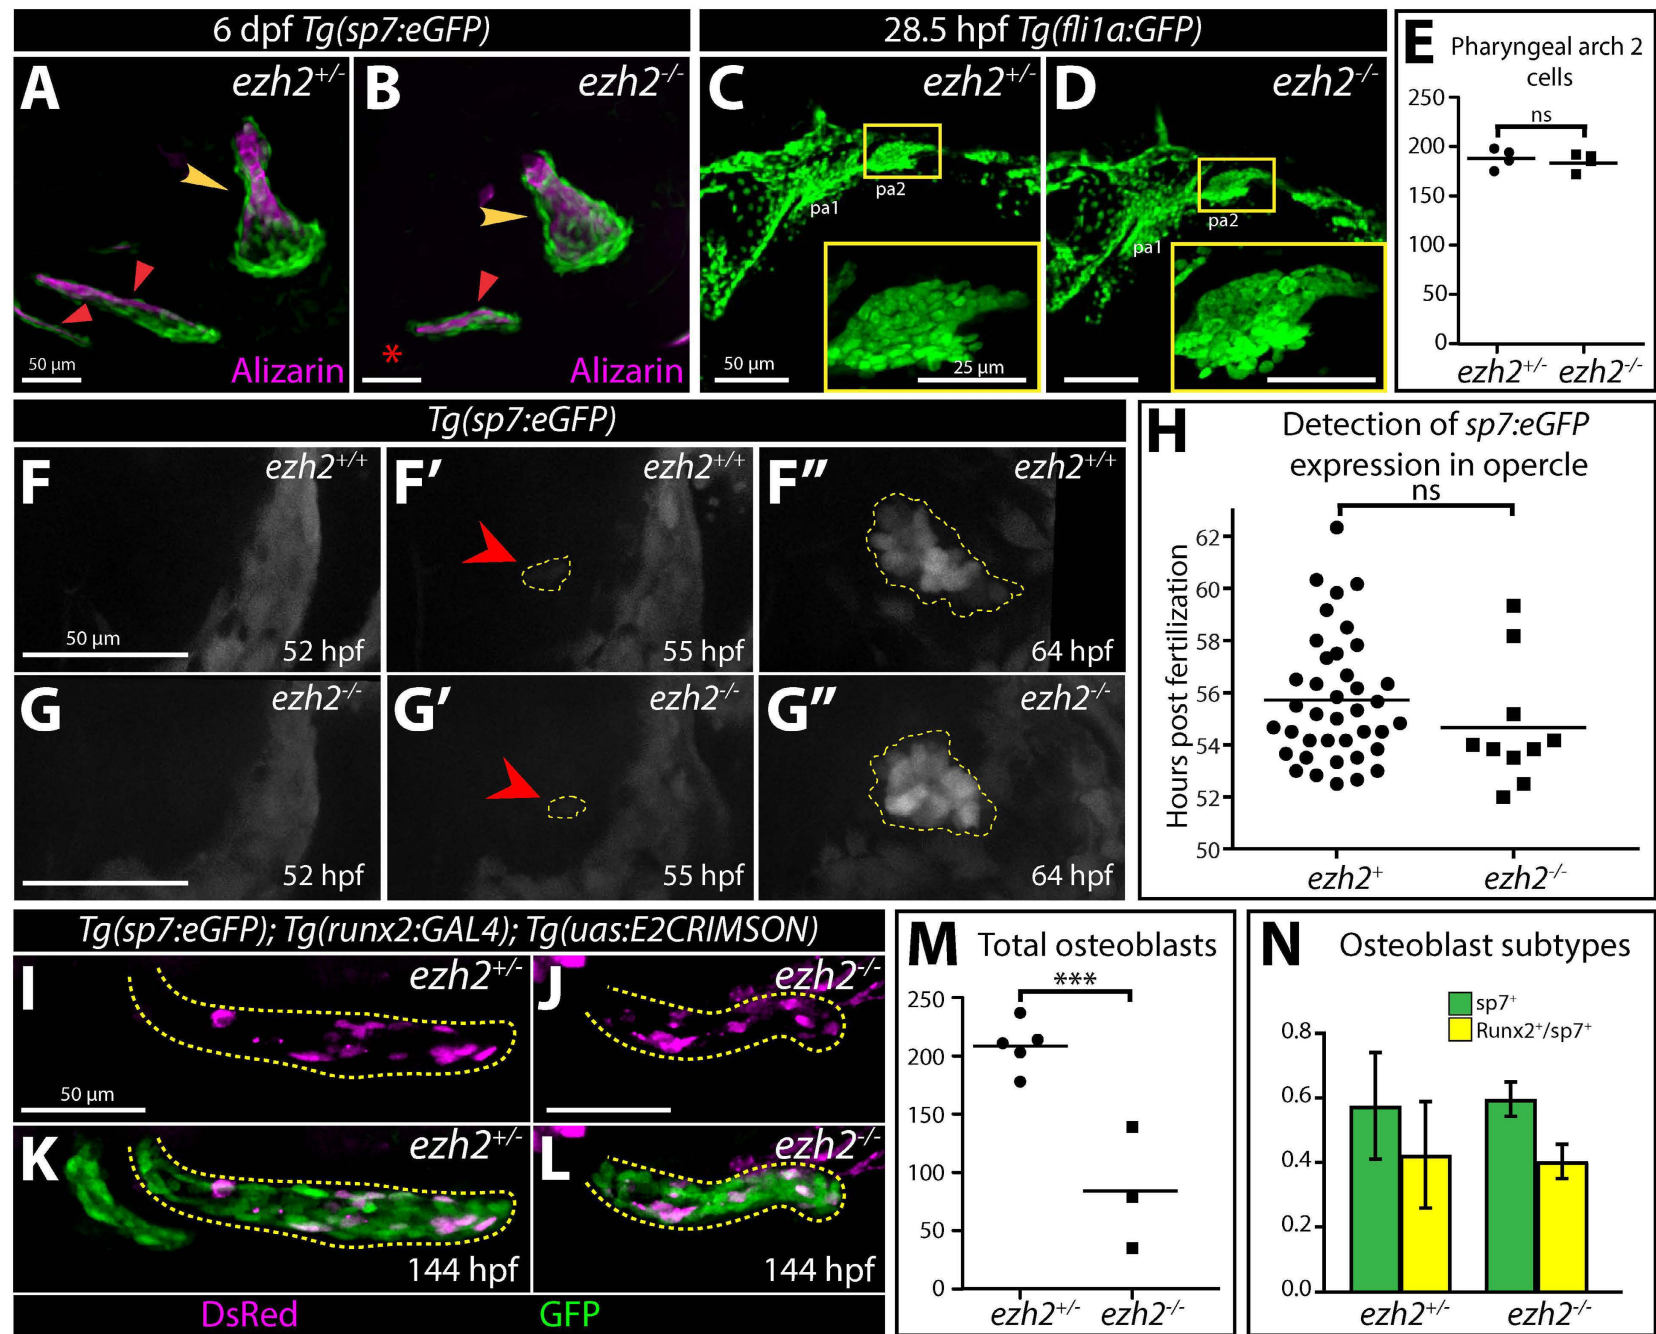 6 dpf Tg(sp7:eGFP)
A
ezh2+/-
50 µm
Alizarin
B
ezh2-/-
*
Alizarin
28.5 hpf Tg(fli1a:GFP)
C
ezh2+/-
pa1
pa2
50 µm
25 µm
D
ezh2-/-
pa1
pa2
E
Pharyngeal arch 2
cells
250
200
150
100
50
0
ns
ezh2+/-
ezh2-/-
Tg(sp7:eGFP)
F
ezh2+/+
50 µm
52 hpf
F′
ezh2+/+
55 hpf
F″
ezh2+/+
64 hpf
G
ezh2-/-
52 hpf
G′
ezh2-/-
55 hpf
G″
ezh2-/-
64 hpf
H
Detection of sp7:eGFP
expression in opercle
ns
Hours post fertilization
62
60
58
56
54
52
50
ezh2+
ezh2-/-
Tg(sp7:eGFP); Tg(runx2:GAL4); Tg(uas:E2CRIMSON)
I
ezh2+/-
50 µm
J
ezh2-/-
K
ezh2+/-
144 hpf
L
ezh2-/-
144 hpf
DsRed
GFP
M
Total osteoblasts
***
250
200
150
100
50
0
ezh2+/-
ezh2-/-
N
Osteoblast subtypes
sp7+
Runx2+/sp7+
0.8
0.6
0.4
0.2
0.0
ezh2+/-
ezh2-/-